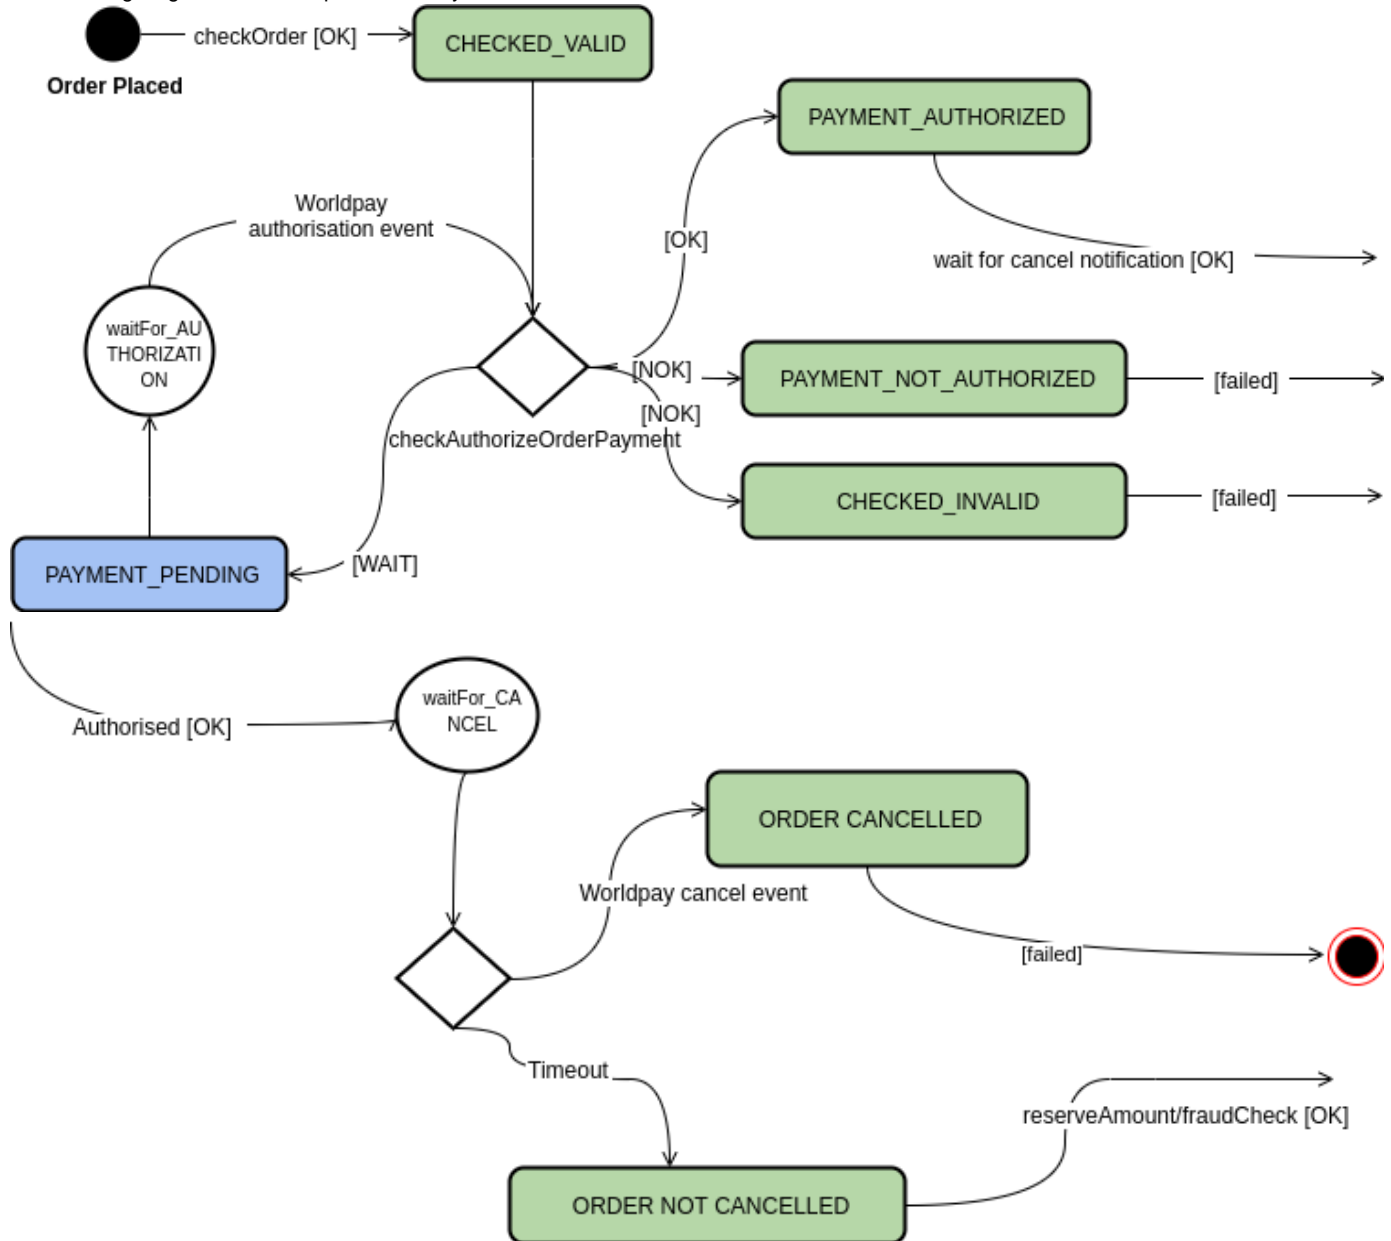 checkOrder [OK]
CHECKED_VALID
Order Placed
PAYMENT_AUTHORIZED
Worldpay
authorisation event
[OK]
wait for cancel notification [OK]
waitFor_AU
THORIZATI
ON
[NOK]
PAYMENT_NOT_AUTHORIZED
[failed]
[NOK]
checkAuthorizeOrderPayment
CHECKED_INVALID
[failed]
[WAIT]
PAYMENT_PENDING
waitFor_CA
NCEL
Authorised [OK]
ORDER CANCELLED
Worldpay cancel event
[failed]
Timeout
reserveAmount/fraudCheck [OK]
ORDER NOT CANCELLED